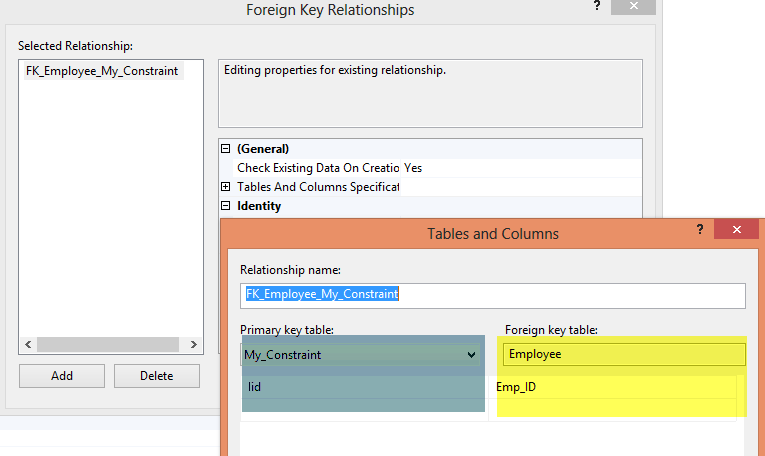 Foreign Key Relationships
?
Selected Relationship:
FK_Employee_My_Constraint
Editing properties for existing relationship.
(General)
Check Existing Data On Creatio Yes
Tables And Columns Specificat
Identity
Add
Delete
Tables and Columns
?
Relationship name:
FK_Employee_My_Constraint
Primary key table:
Foreign key table:
My_Constraint
Employee
Iid
Emp_ID